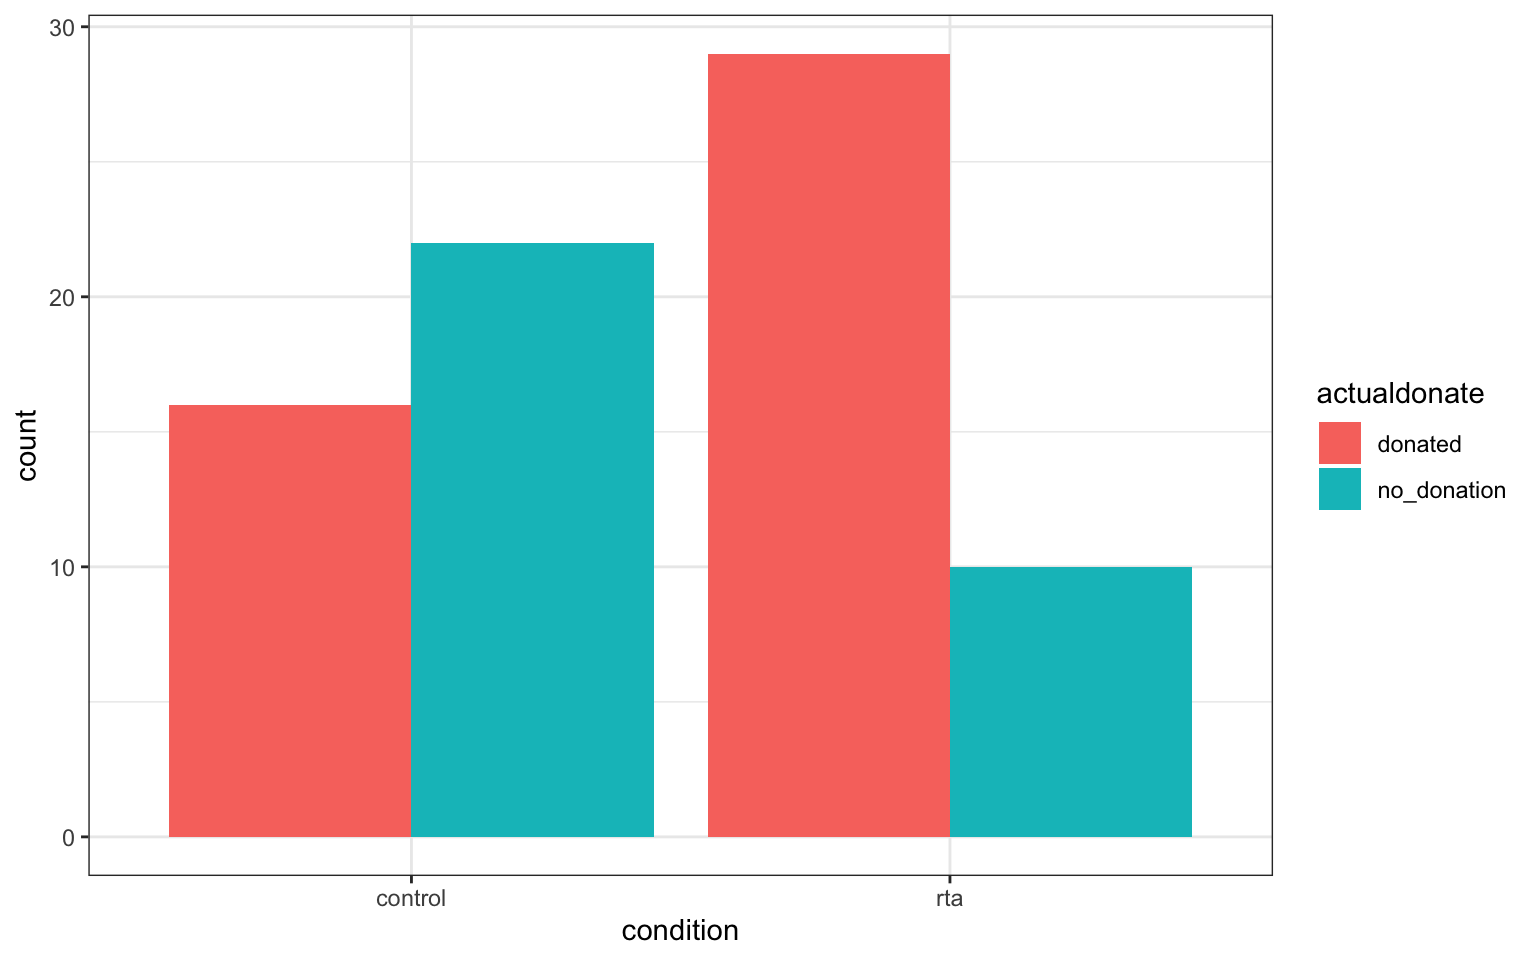 30
20
10
0
count
control
rta
condition
actualdonate
donated
no_donation